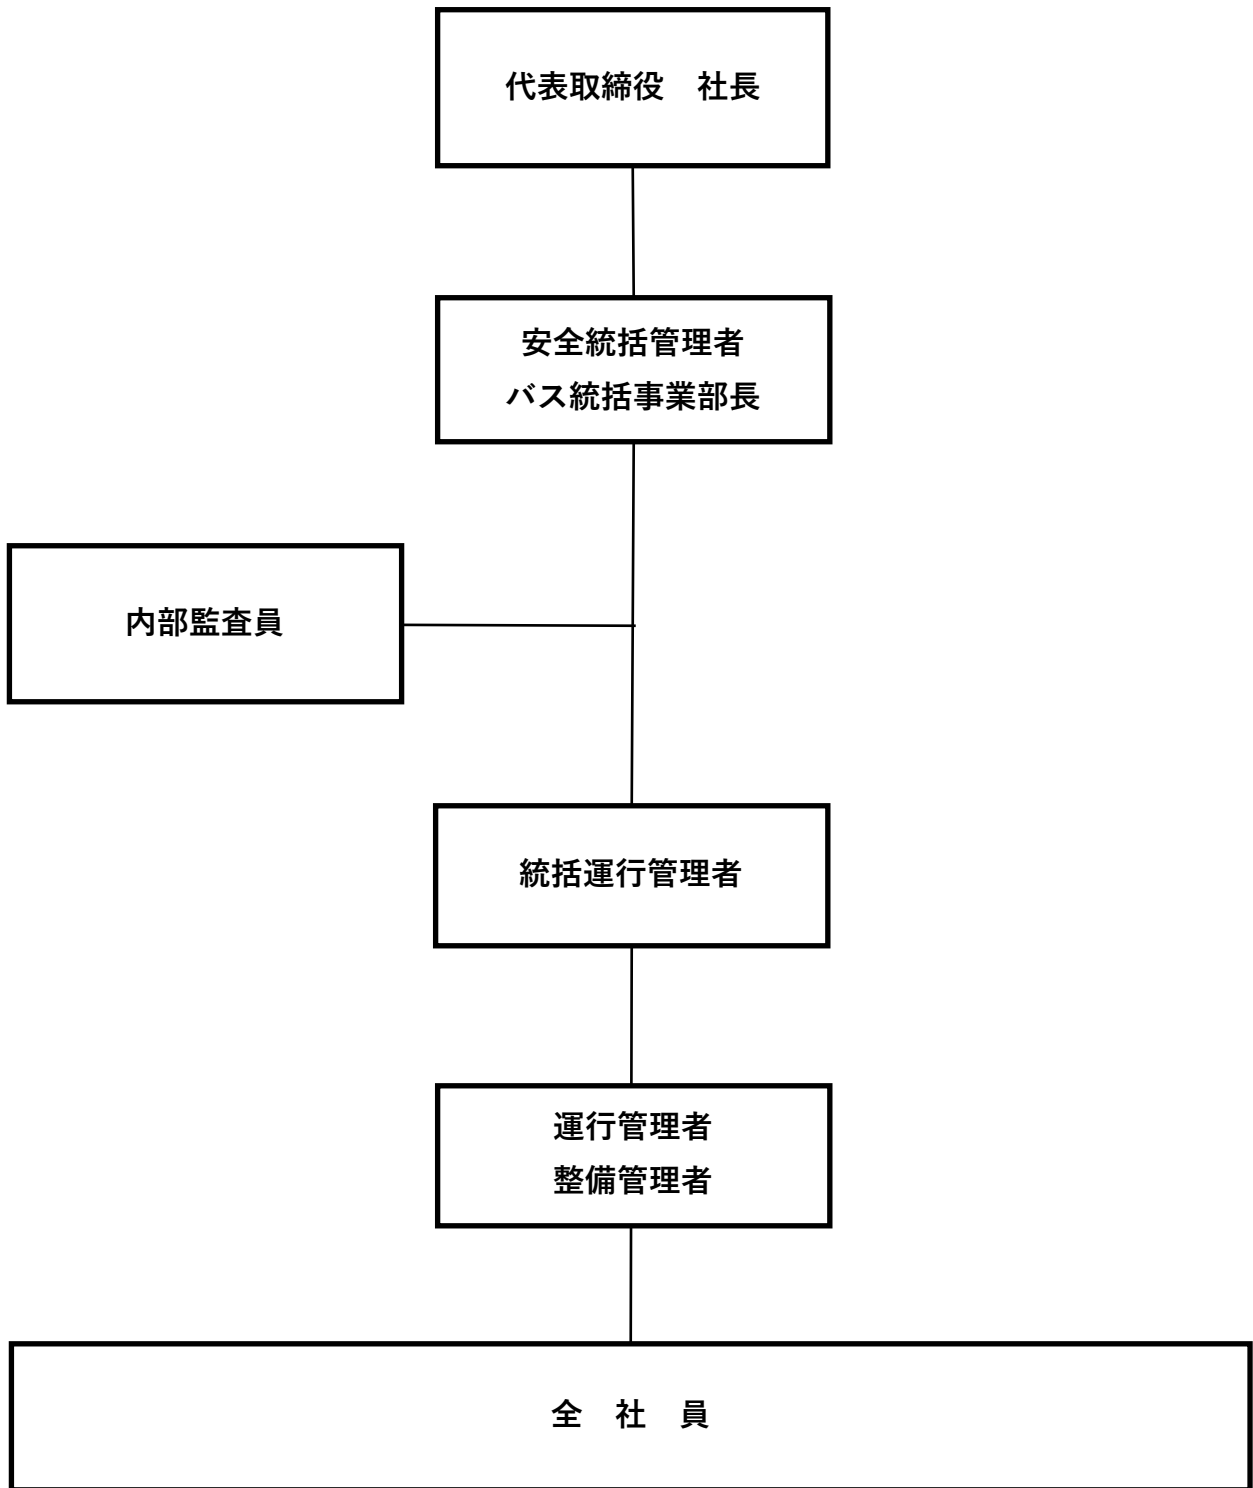 代表取締役　社長
安全統括管理者
バス統括事業部長
内部監査員
統括運行管理者
運行管理者
整備管理者
全　社　員